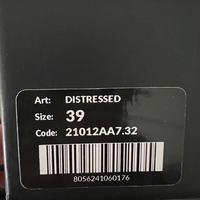 Art: DISTRESSED
Size: 39
Code: 21012AA7.32
8056241060176